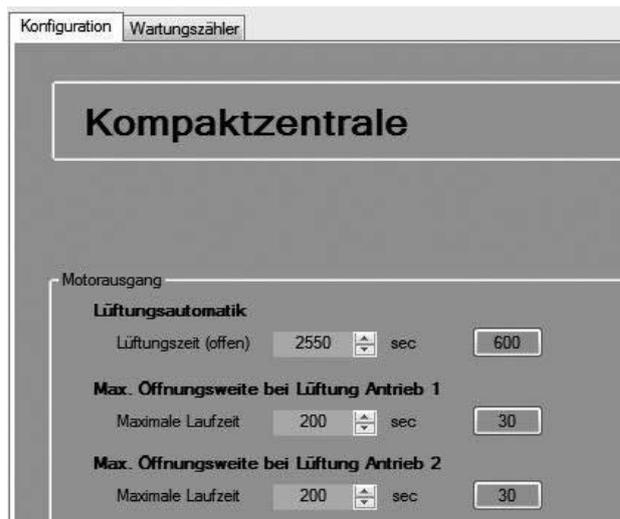 Konfiguration Wartungszähler
Kompaktzentrale
Motorausgang
Lüftungsautomatik
Lüftungszeit (offen) 2550 sec 600
Max. Öffnungsweite bei Lüftung Antrieb 1
Maximale Laufzeit 200 sec 30
Max. Öffnungsweite bei Lüftung Antrieb 2
Maximale Laufzeit 200 sec 30